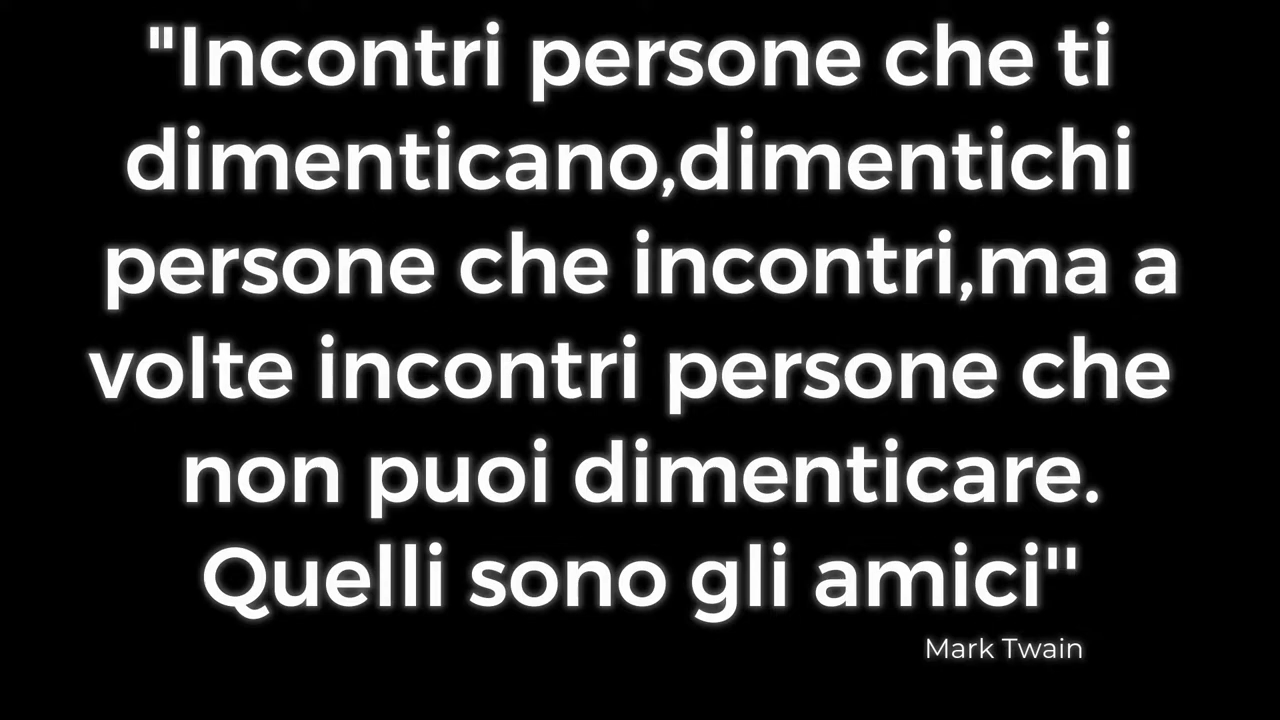 "Incontri persone che ti
dimenticano,dimentichi
persone che incontri,ma a
volte incontri persone che
non puoi dimenticare.
Quelli sono gli amici"
Mark Twain